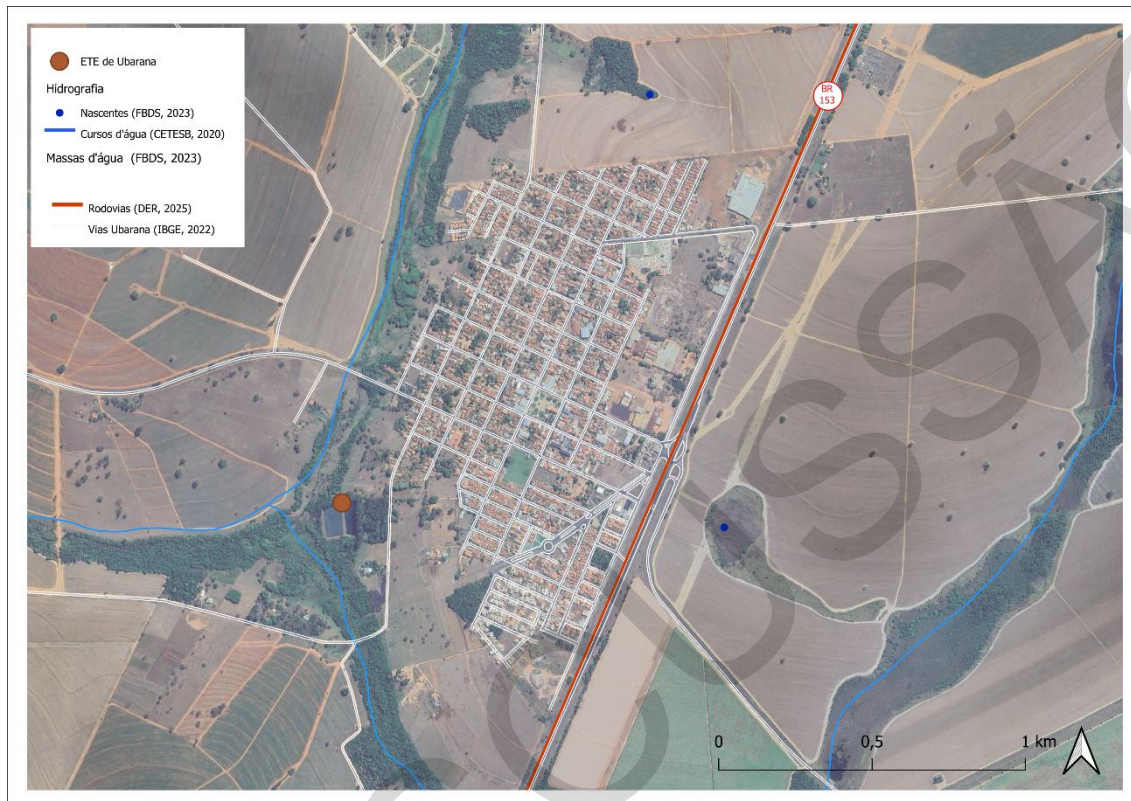 ETE de Ubarana
Hidrografia
Nascentes (FBDS, 2023)
Cursos d'água (CETESB, 2020)
Massas d'água (FBDS, 2023)
Rodovias (DER, 2025)
Vias Ubarana (IBGE, 2022)
BR
153
0 0,5 1 km